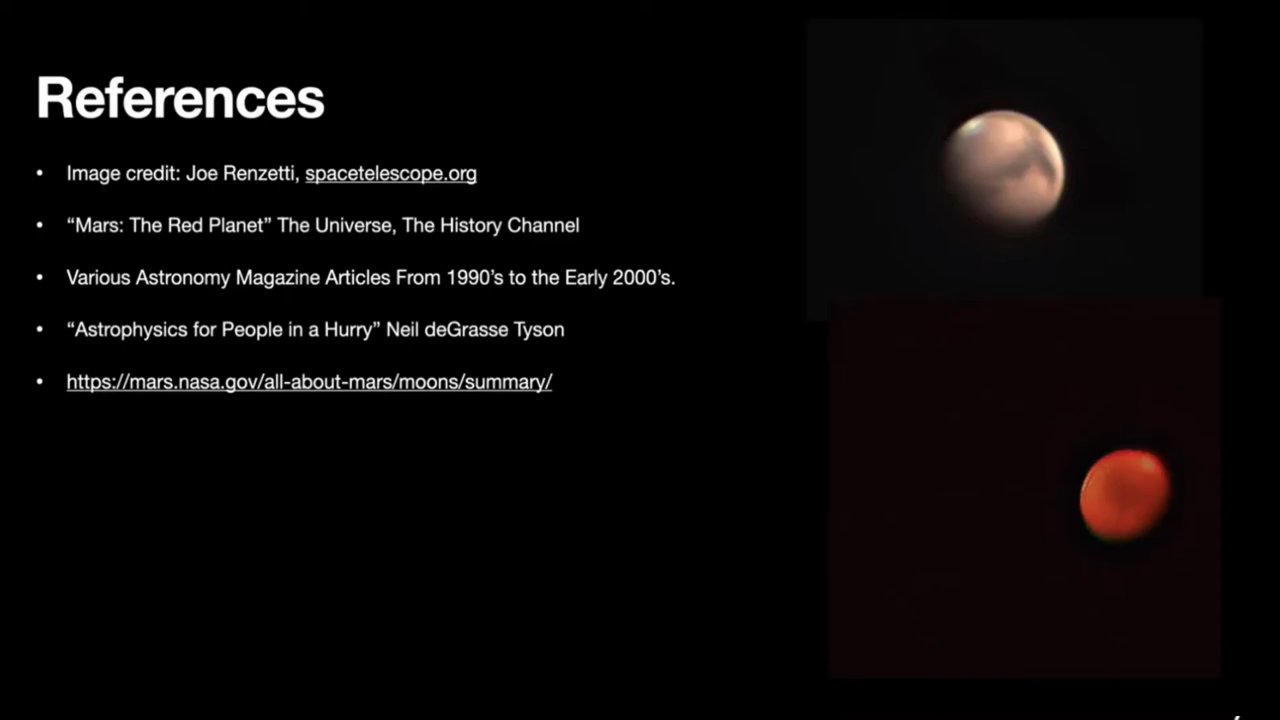 References
• Image credit: Joe Renzetti, spacetelescope.org
• “Mars: The Red Planet” The Universe, The History Channel
• Various Astronomy Magazine Articles From 1990’s to the Early 2000’s.
• “Astrophysics for People in a Hurry” Neil deGrasse Tyson
• https://mars.nasa.gov/all-about-mars/moons/summary/